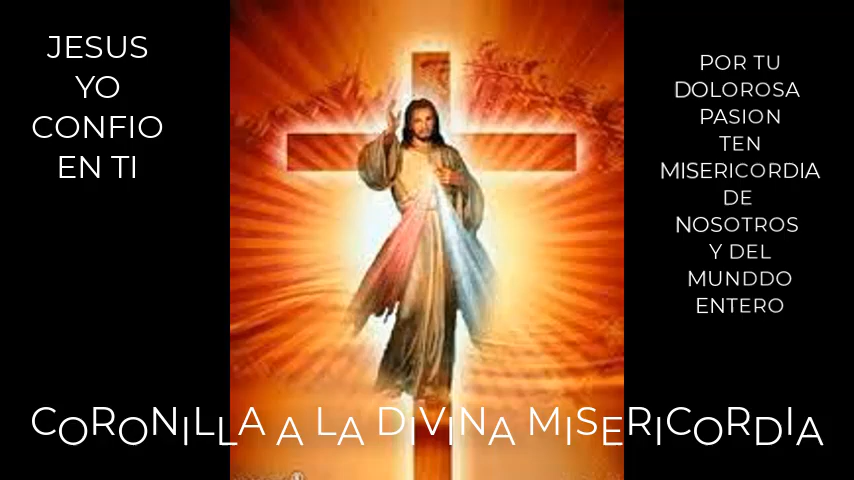 JESUS
YO
CONFIO
EN TI
POR TU
DOLOROSA
PASION
TEN
MISERICORDIA
DE
NOSOTROS
Y DEL
MUNDDO
ENTERO
CORONILLA A LA DIVINA MISERICORDIA